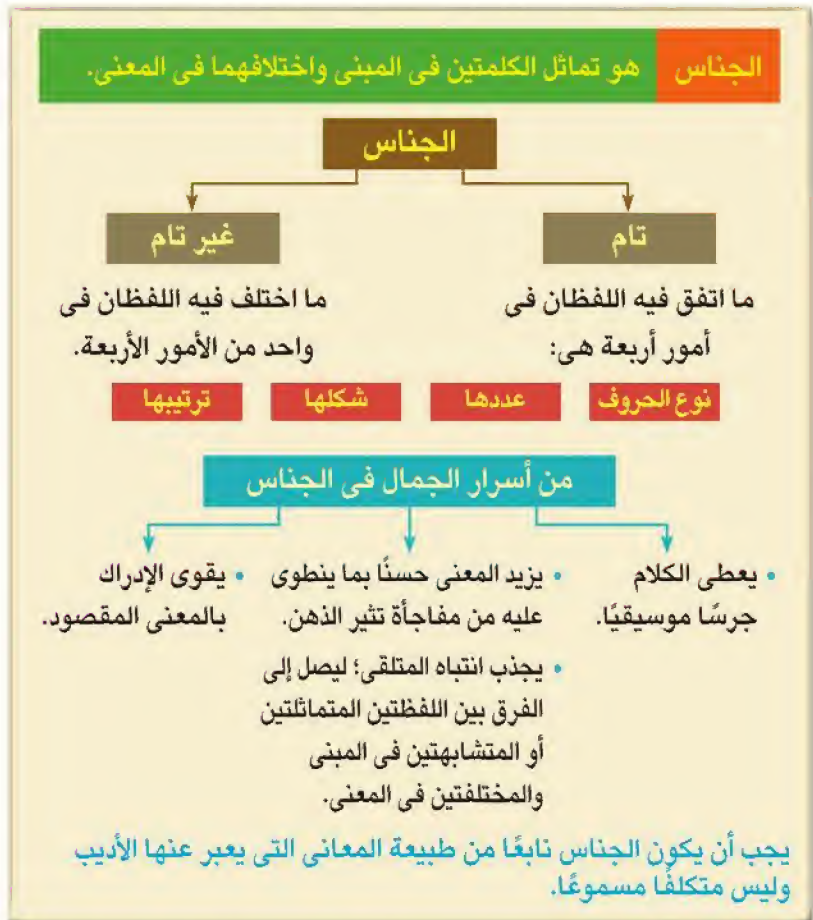 الجناس هو تماثل الكلمتين فى المبنى واختلافهما فى المعنى.
الجناس
تام
ما اتفق فيه اللفظان فى
أمور أربعة هى:
غير تام
ما اختلف فيه اللفظان فى
واحد من الأمور الأربعة.
نوع الحروف
عددها
شكلها
ترتيبها
من أسرار الجمال فى الجناس
• يعطى الكلام
جرسًا موسيقيًا.
• يزيد المعنى حسنًا بما ينطوى
عليه من مفاجأة تثير الذهن.
• يجذب انتباه المتلقى؛ ليصل إلى
الفرق بين اللفظتين المتماثلتين
أو المتشابهتين فى المبنى
والمختلفتين فى المعنى.
• يقوى الإدراك
بالمعنى المقصود.
يجب أن يكون الجناس نابعًا من طبيعة المعانى التى يعبر عنها الأديب
وليس متكلفًا مسموعًا.